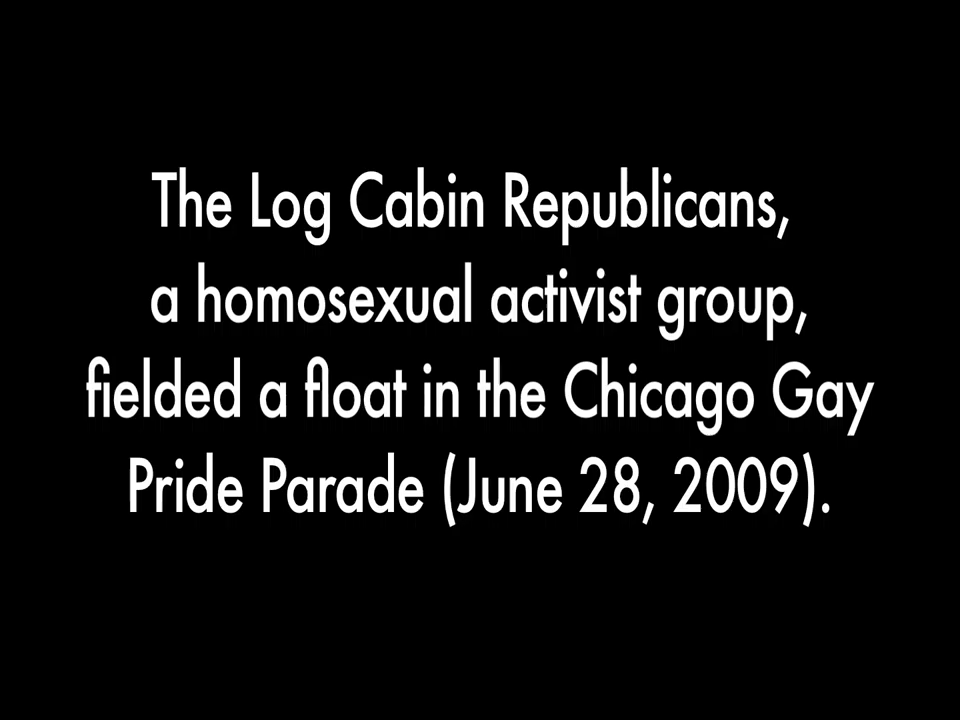 The Log Cabin Republicans,
a homosexual activist group,
fielded a float in the Chicago Gay
Pride Parade (June 28, 2009).